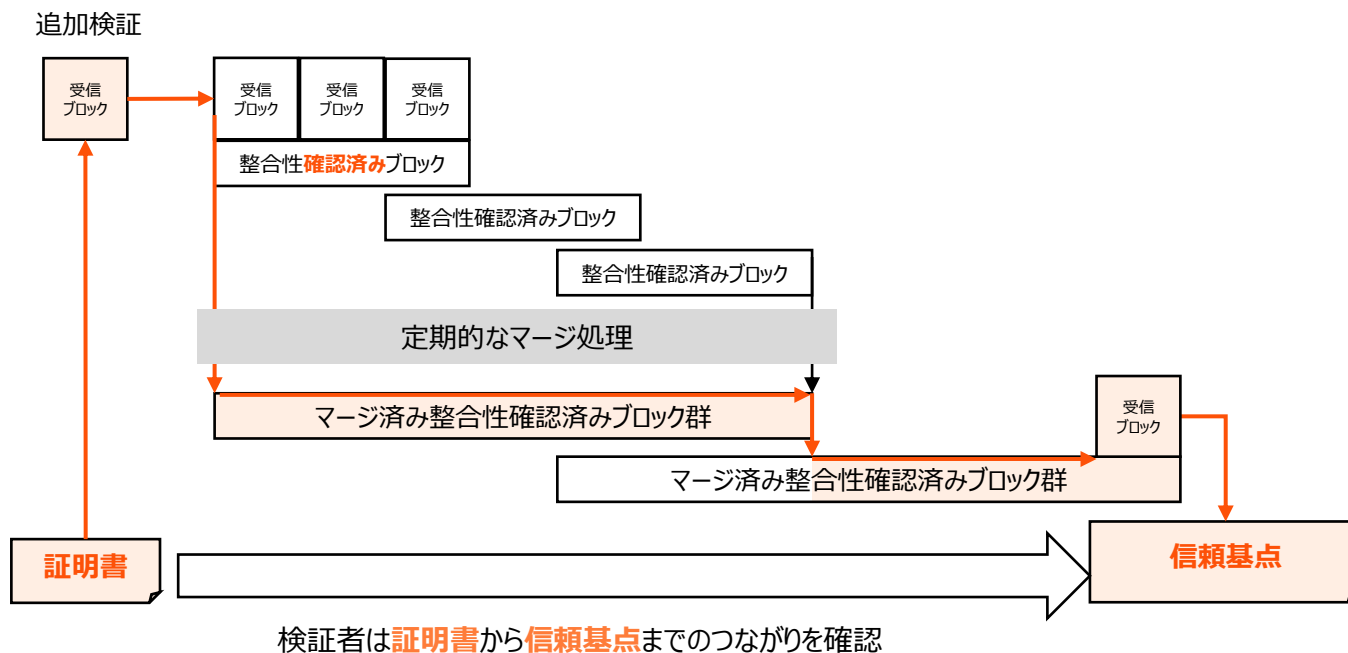 追加検証
受信
ブロック
受信
ブロック
受信
ブロック
受信
ブロック
整合性確認済みブロック
整合性確認済みブロック
整合性確認済みブロック
定期的なマージ処理
マージ済み整合性確認済みブロック群
受信
ブロック
マージ済み整合性確認済みブロック群
証明書
信頼基点
検証者は証明書から信頼基点までのつながりを確認